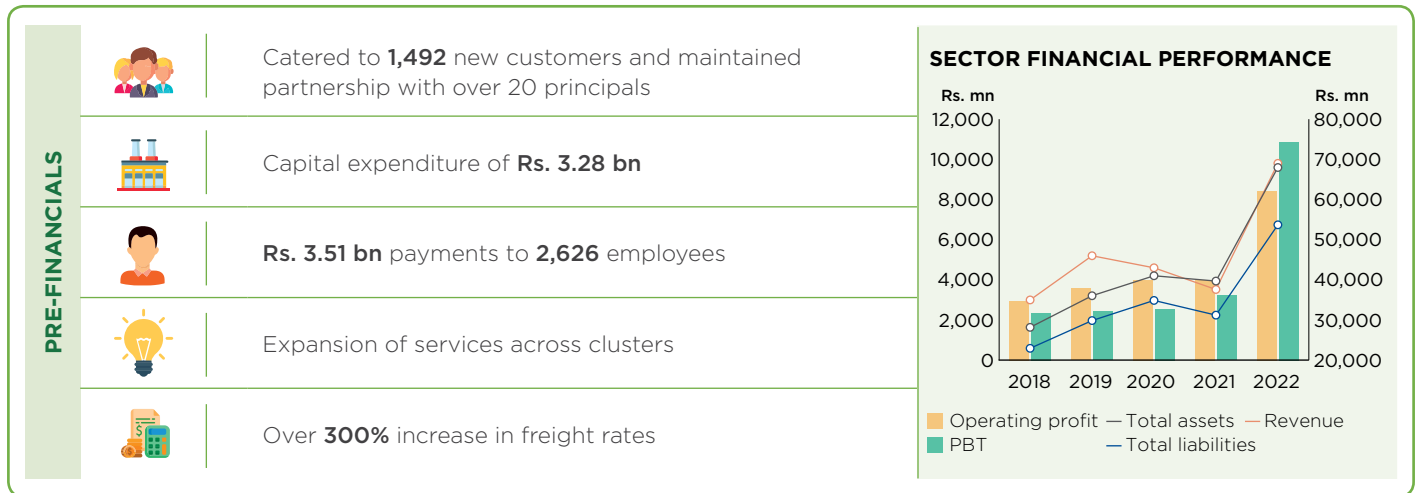 PRE-FINANCIALS
Catered to 1,492 new customers and maintained
partnership with over 20 principals
Capital expenditure of Rs. 3.28 bn
Rs. 3.51 bn payments to 2,626 employees
Expansion of services across clusters
Over 300% increase in freight rates
SECTOR FINANCIAL PERFORMANCE
Rs. mn Rs. mn
12,000 80,000
10,000 70,000
8,000 60,000
6,000 50,000
4,000 40,000
2,000 30,000
0 20,000
2018 2019 2020 2021 2022
Operating profit Total assets Revenue
PBT Total liabilities